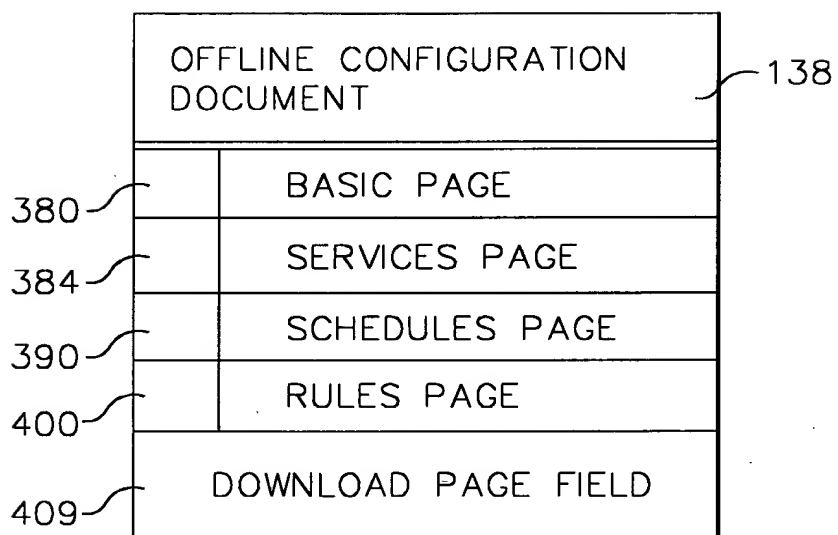 OFFLINE CONFIGURATION
DOCUMENT
138
380
BASIC PAGE
384
SERVICES PAGE
390
SCHEDULES PAGE
400
RULES PAGE
409
DOWNLOAD PAGE FIELD